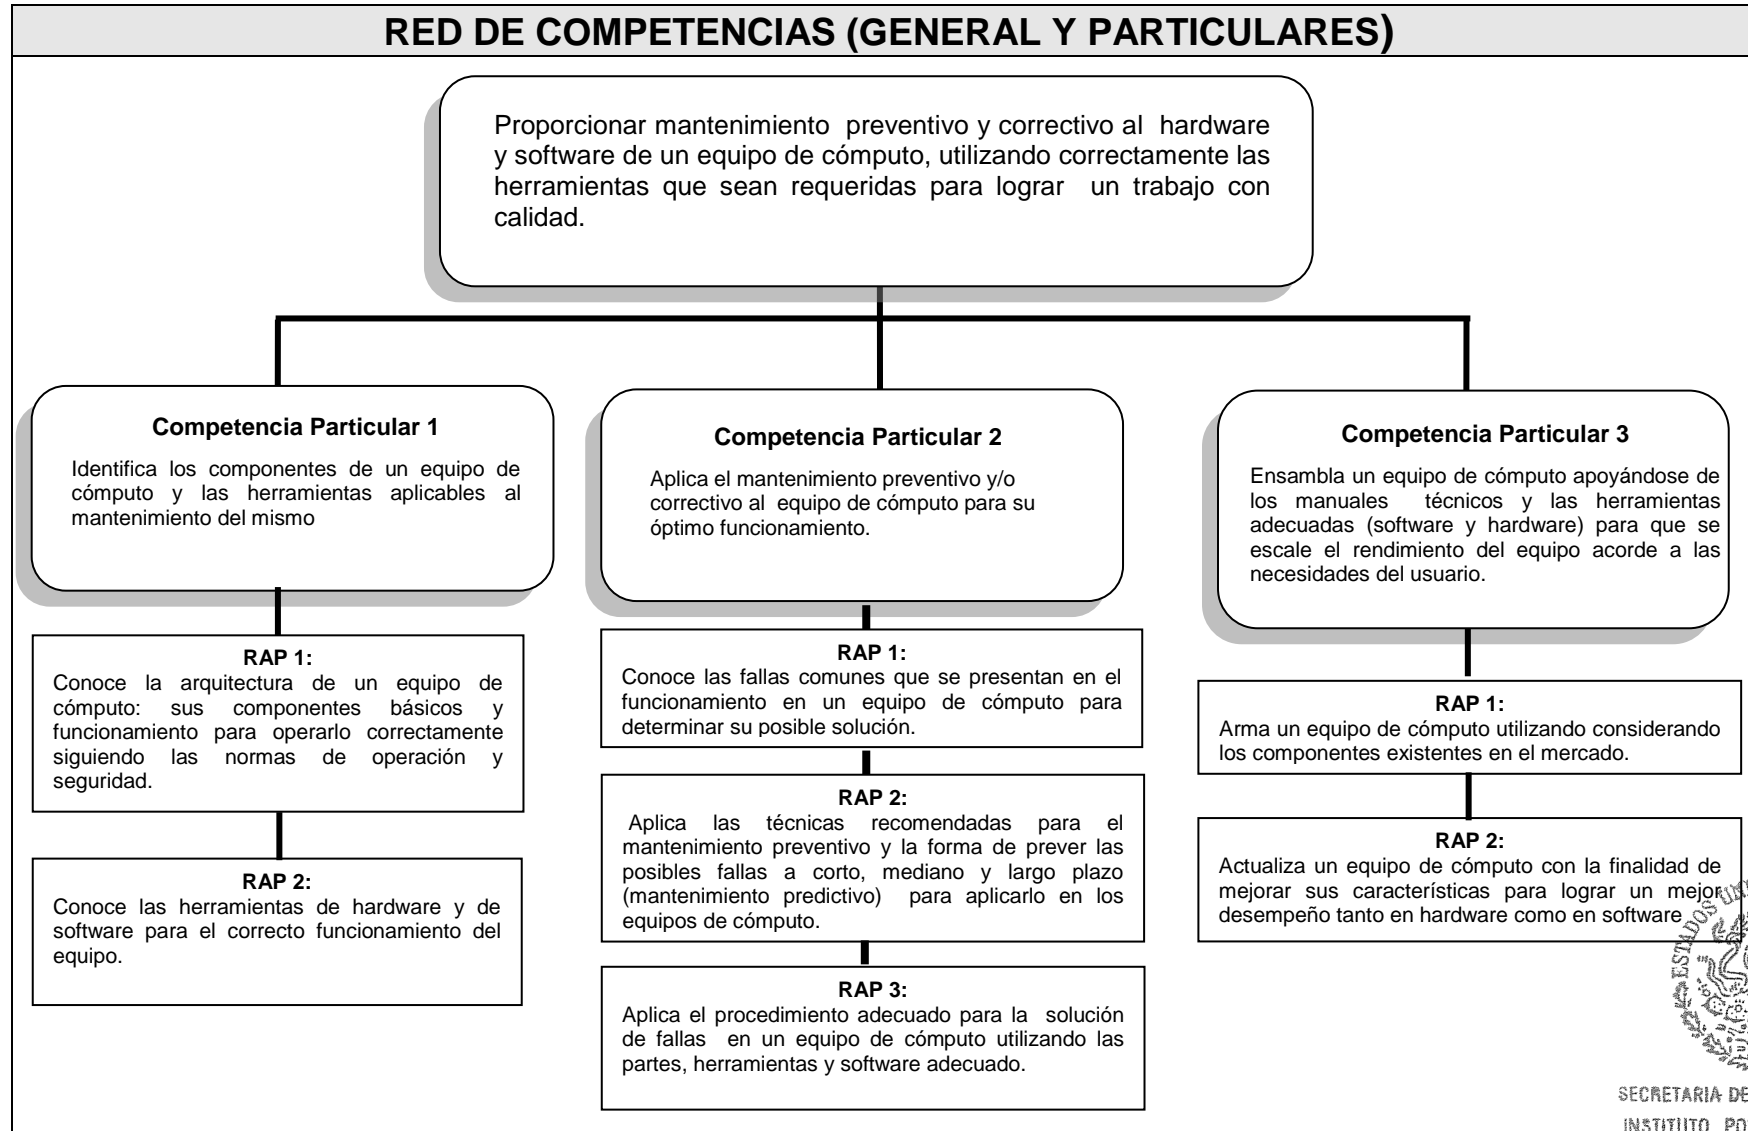 RED DE COMPETENCIAS (GENERAL Y PARTICULARES)
Proporcionar mantenimiento preventivo y correctivo al hardware
y software de un equipo de cómputo, utilizando correctamente las
herramientas que sean requeridas para lograr un trabajo con
calidad.
Competencia Particular 1
Identifica los componentes de un equipo de
cómputo y las herramientas aplicables al
mantenimiento del mismo
RAP 1:
Conoce la arquitectura de un equipo de
cómputo: sus componentes básicos y
funcionamiento para operarlo correctamente
siguiendo las normas de operación y
seguridad.
RAP 2:
Conoce las herramientas de hardware y de
software para el correcto funcionamiento del
equipo.
Competencia Particular 2
Aplica el mantenimiento preventivo y/o
correctivo al equipo de cómputo para su
óptimo funcionamiento.
RAP 1:
Conoce las fallas comunes que se presentan en el
funcionamiento en un equipo de cómputo para
determinar su posible solución.
RAP 2:
Aplica las técnicas recomendadas para el
mantenimiento preventivo y la forma de prever las
posibles fallas a corto, mediano y largo plazo
(mantenimiento predictivo) para aplicarlo en los
equipos de cómputo.
RAP 3:
Aplica el procedimiento adecuado para la solución
de fallas en un equipo de cómputo utilizando las
partes, herramientas y software adecuado.
Competencia Particular 3
Ensambla un equipo de cómputo apoyándose de
los manuales técnicos y las herramientas
adecuadas (software y hardware) para que se
escale el rendimiento del equipo acorde a las
necesidades del usuario.
RAP 1:
Arma un equipo de cómputo utilizando considerando
los componentes existentes en el mercado.
RAP 2:
Actualiza un equipo de cómputo con la finalidad de
mejorar sus características para lograr un mejor
desempeño tanto en hardware como en software
SECRETARIA DE
INSTITUTO PO